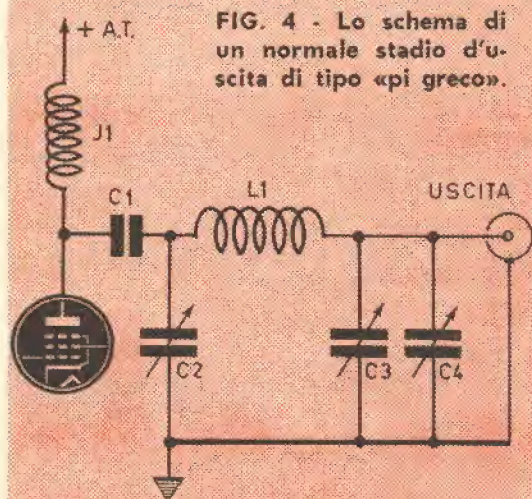 FIG. 4 - Lo schema di
un normale stadio d'u-
scita di tipo «pi greco».
+ A.T.
J1
C1
L1
USCITA
C2
C3
C4